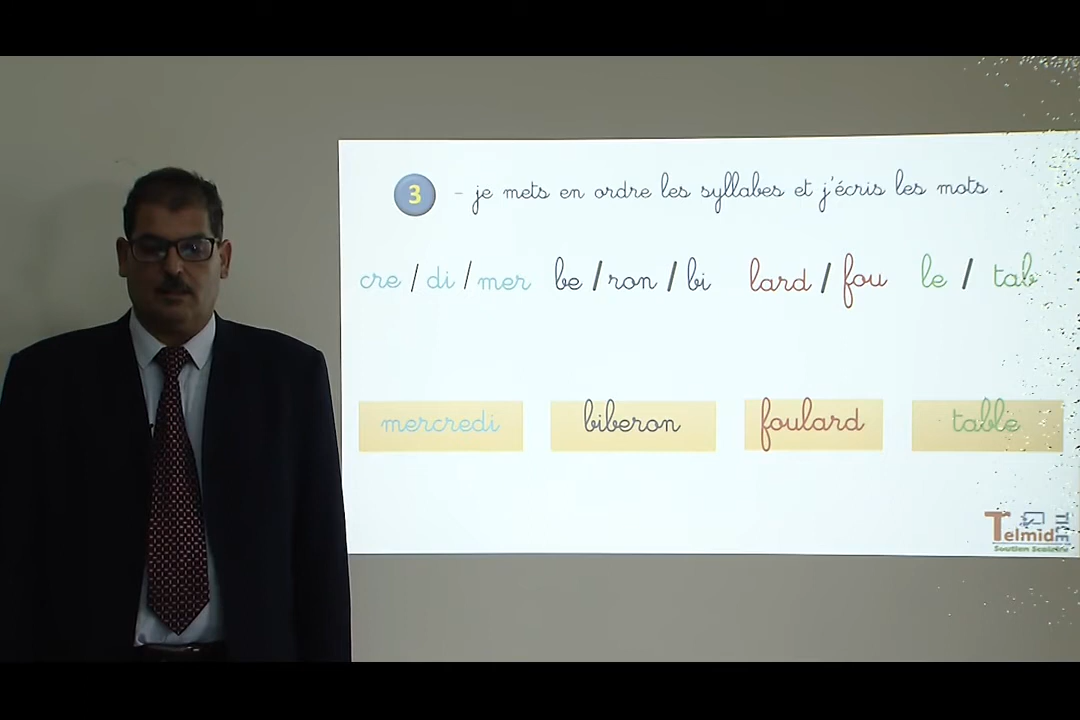 3 - je mets en ordre les syllabes et j'écris les mots .
cre / di / mer be / ron / bi lard / fou le / tab
mercredi biberon foulard table
Telmid TICE
Soutien Scolaire